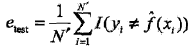 e_test = 1/N' Σ_{i=1}^{N'} I(y_i ≠ f̂(x_i))